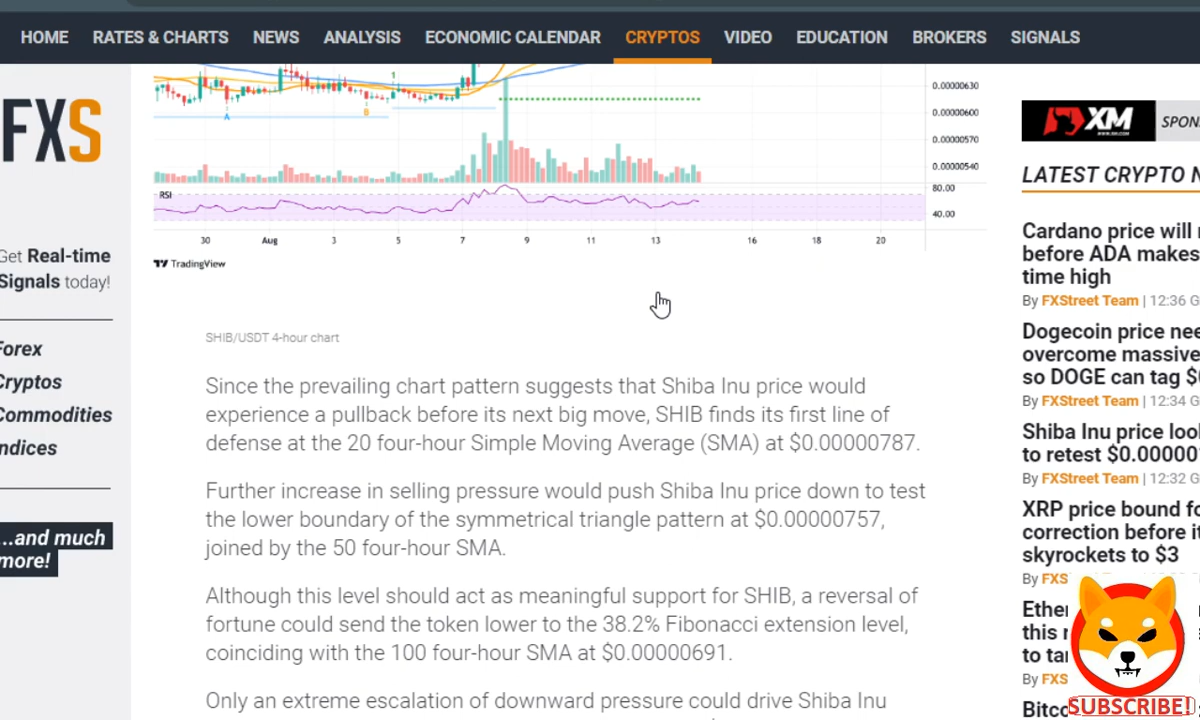 HOME RATES & CHARTS NEWS ANALYSIS ECONOMIC CALENDAR CRYPTOS VIDEO EDUCATION BROKERS SIGNALS
FXS
Get Real-time
Signals today!
Forex
Cryptos
Commodities
Indices
...and much
more!
1
A
B
0.00000630
0.00000600
0.00000570
0.00000540
RSI
80.00
40.00
30 Aug 3 5 7 9 11 13 16 18 20
TradingView
SHIB/USDT 4-hour chart
Since the prevailing chart pattern suggests that Shiba Inu price would
experience a pullback before its next big move, SHIB finds its first line of
defense at the 20 four-hour Simple Moving Average (SMA) at $0.00000787.
Further increase in selling pressure would push Shiba Inu price down to test
the lower boundary of the symmetrical triangle pattern at $0.00000757,
joined by the 50 four-hour SMA.
Although this level should act as meaningful support for SHIB, a reversal of
fortune could send the token lower to the 38.2% Fibonacci extension level,
coinciding with the 100 four-hour SMA at $0.00000691.
Only an extreme escalation of downward pressure could drive Shiba Inu
XM
WWW.XM.COM
SPON
LATEST CRYPTO N
Cardano price will
before ADA makes
time high
By FXStreet Team | 12:36 G
Dogecoin price nee
overcome massive
so DOGE can tag $
By FXStreet Team | 12:34 G
Shiba Inu price loo
to retest $0.00000
By FXStreet Team | 12:32 G
XRP price bound fo
correction before i
skyrockets to $3
By FXS
Ether
this
to ta
By FXS
Bitco
SUBSCRIBE!